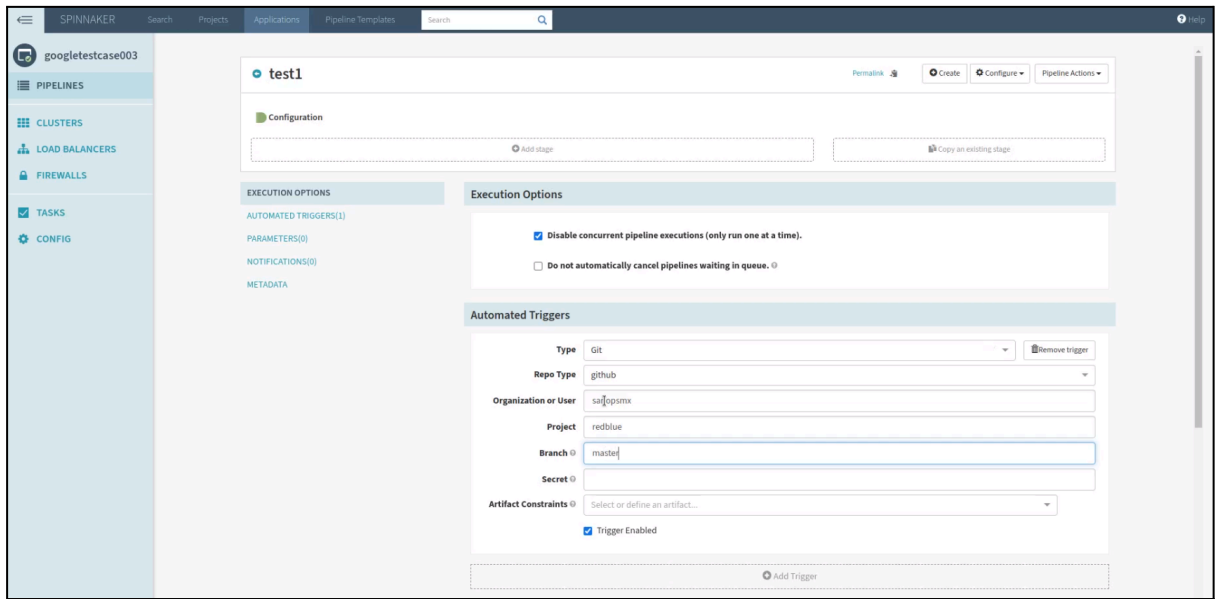 SPINNAKER Search Projects Applications Pipeline Templates Search Help
googletestcase003
PIPELINES
CLUSTERS
LOAD BALANCERS
FIREWALLS
TASKS
CONFIG
test1 Permalink Create Configure Pipeline Actions
Configuration
Add stage Copy an existing stage
EXECUTION OPTIONS
AUTOMATED TRIGGERS(1)
PARAMETERS(0)
NOTIFICATIONS(0)
METADATA
Execution Options
Disable concurrent pipeline executions (only run one at a time).
Do not automatically cancel pipelines waiting in queue.
Automated Triggers
Type Git Remove trigger
Repo Type github
Organization or User
Project redblue
Branch master
Secret
Artifact Constraints Select or define an artifact...
Trigger Enabled
Add Trigger